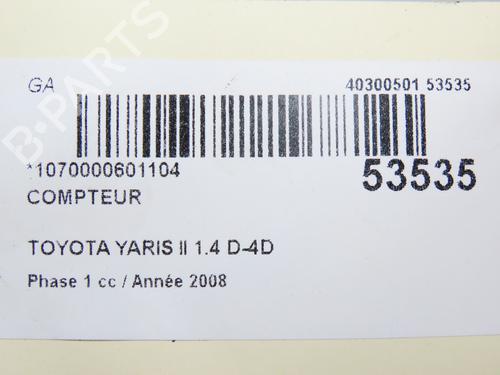 GA
40300501 53535
*1070000601104
53535
COMPTEUR
TOYOTA YARIS II 1.4 D-4D
Phase 1 cc / Année 2008
B-PARTS